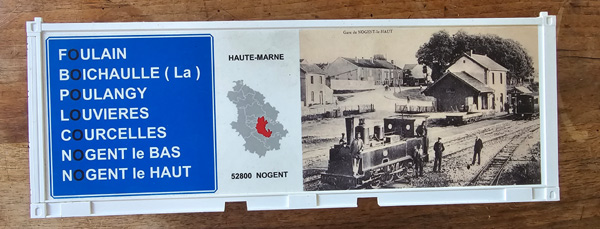 FOULAIN
BOICHAULLE ( La )
POULANGY
LOUVIERES
COURCELLES
NOGENT le BAS
NOGENT le HAUT
HAUTE-MARNE
52800 NOGENT
Gare de NOGENT-le-HAUT